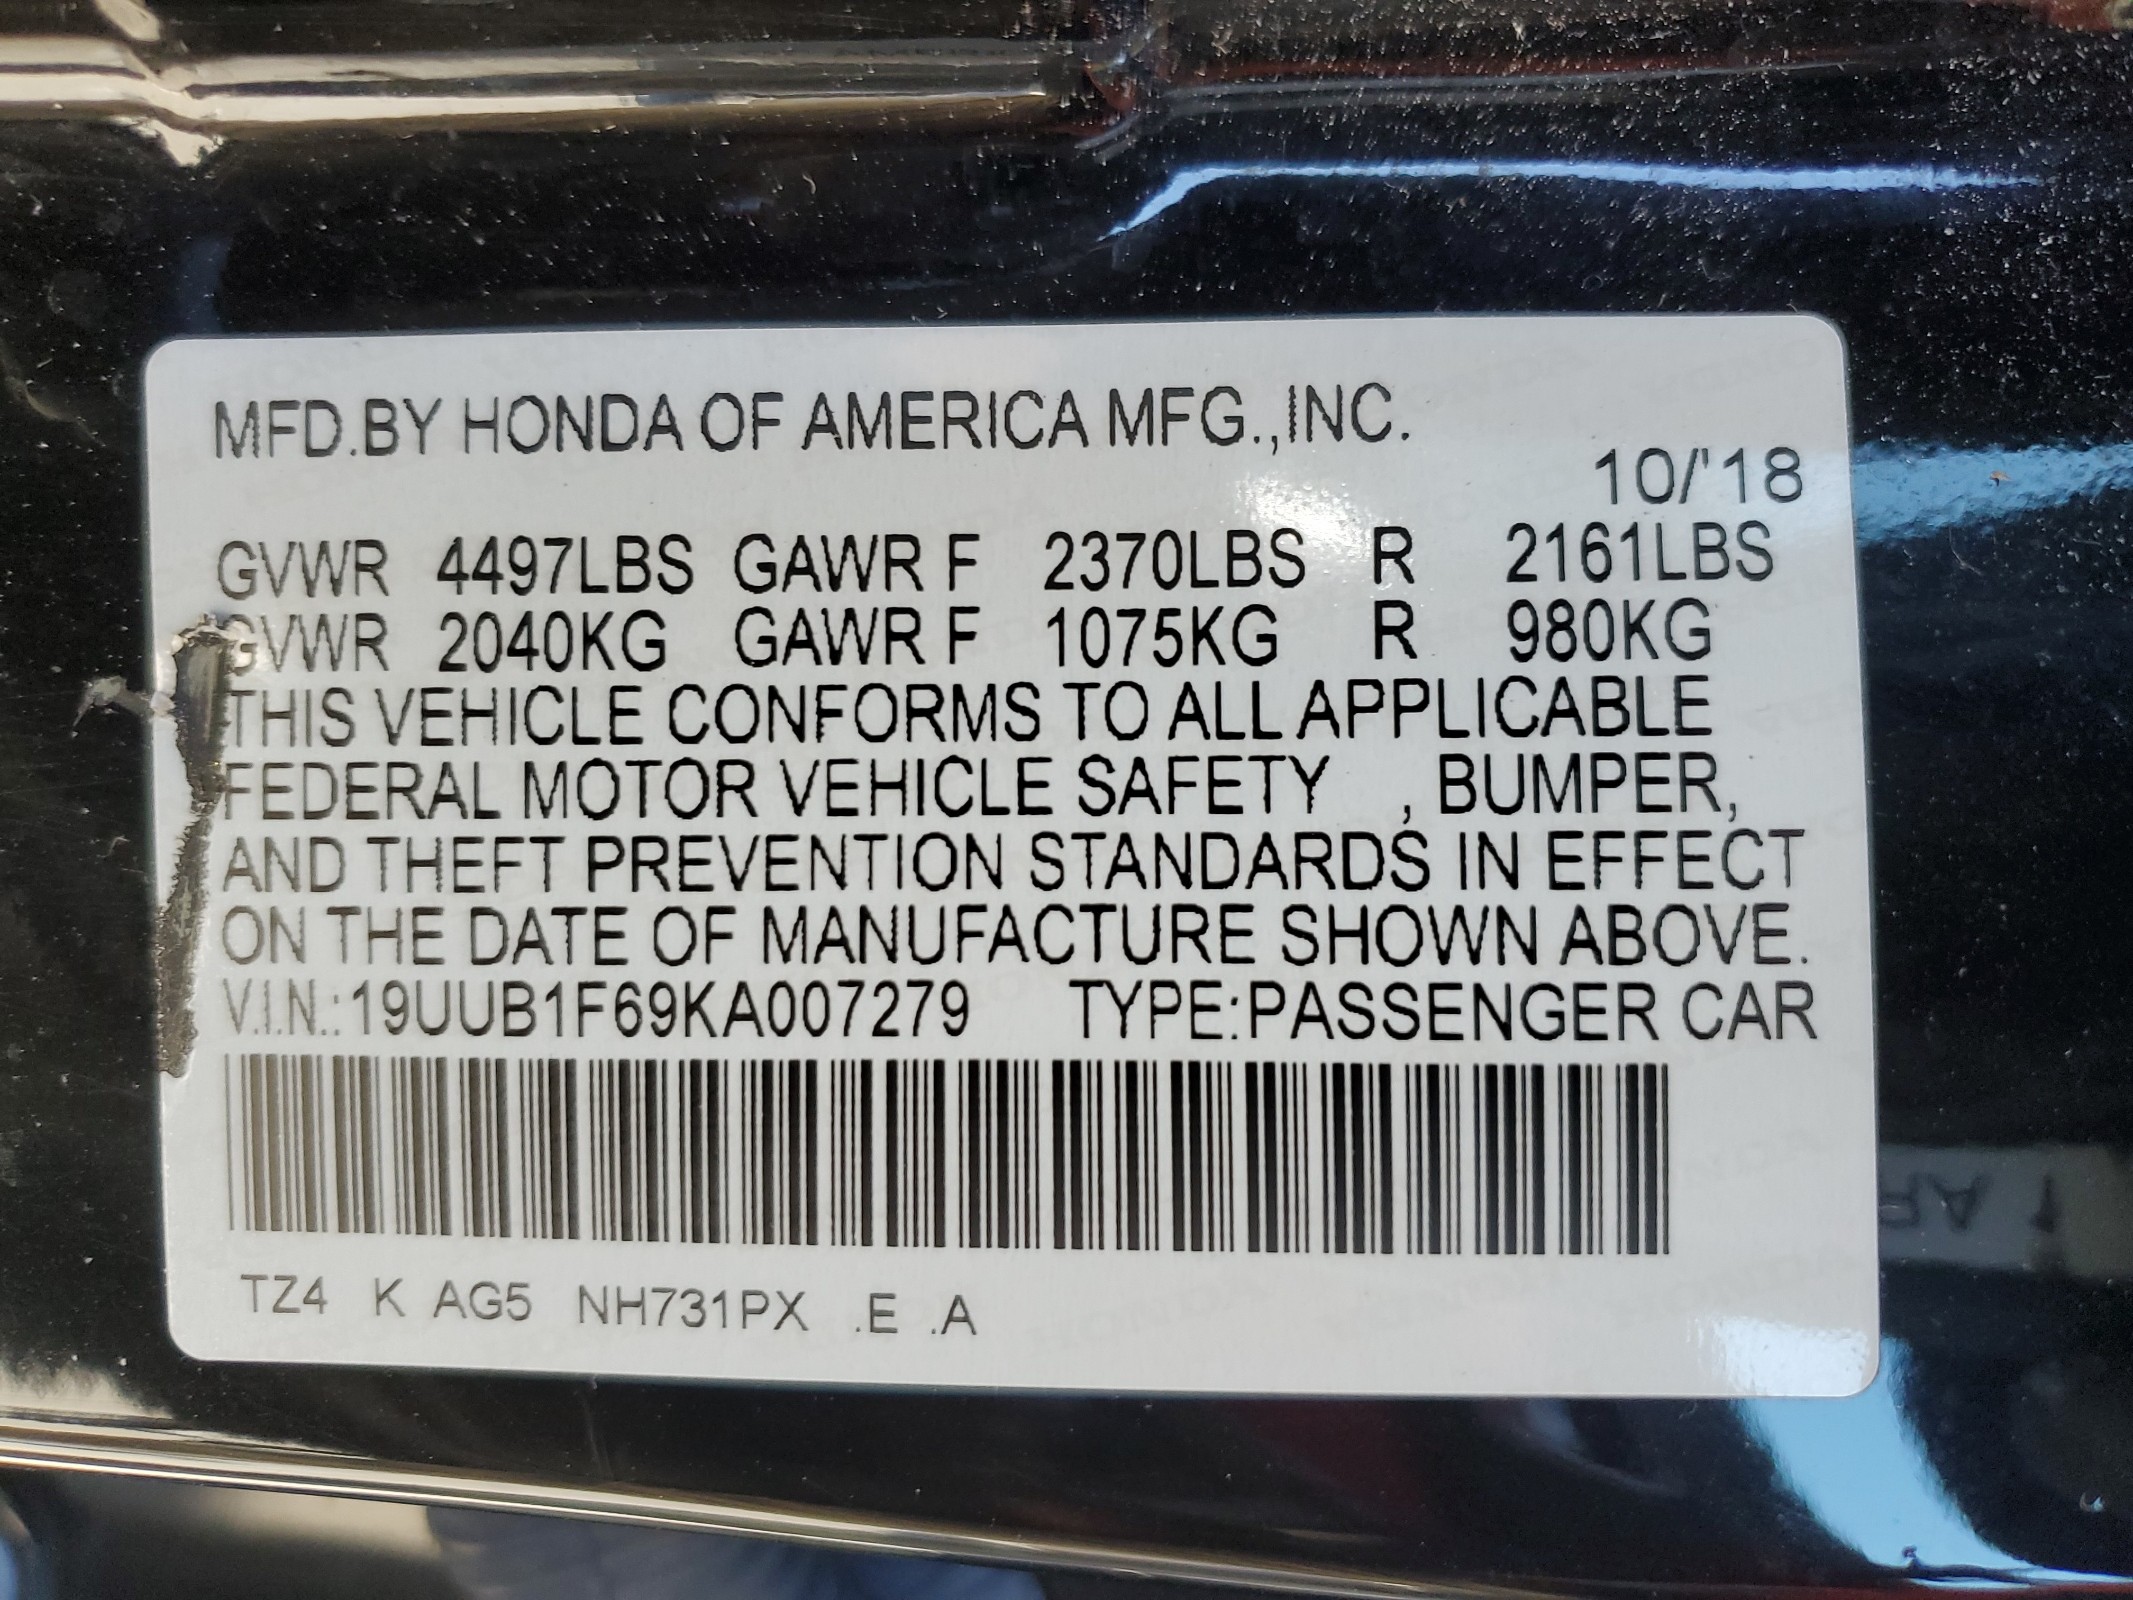 MFD.BY HONDA OF AMERICA MFG.,INC.
10/'18
GVWR 4497LBS GAWR F 2370LBS R 2161LBS
GVWR 2040KG GAWR F 1075KG R 980KG
THIS VEHICLE CONFORMS TO ALL APPLICABLE
FEDERAL MOTOR VEHICLE SAFETY , BUMPER,
AND THEFT PREVENTION STANDARDS IN EFFECT
ON THE DATE OF MANUFACTURE SHOWN ABOVE.
V.I.N.:19UUB1F69KA007279 TYPE:PASSENGER CAR
TZ4 K AG5 NH731PX .E .A